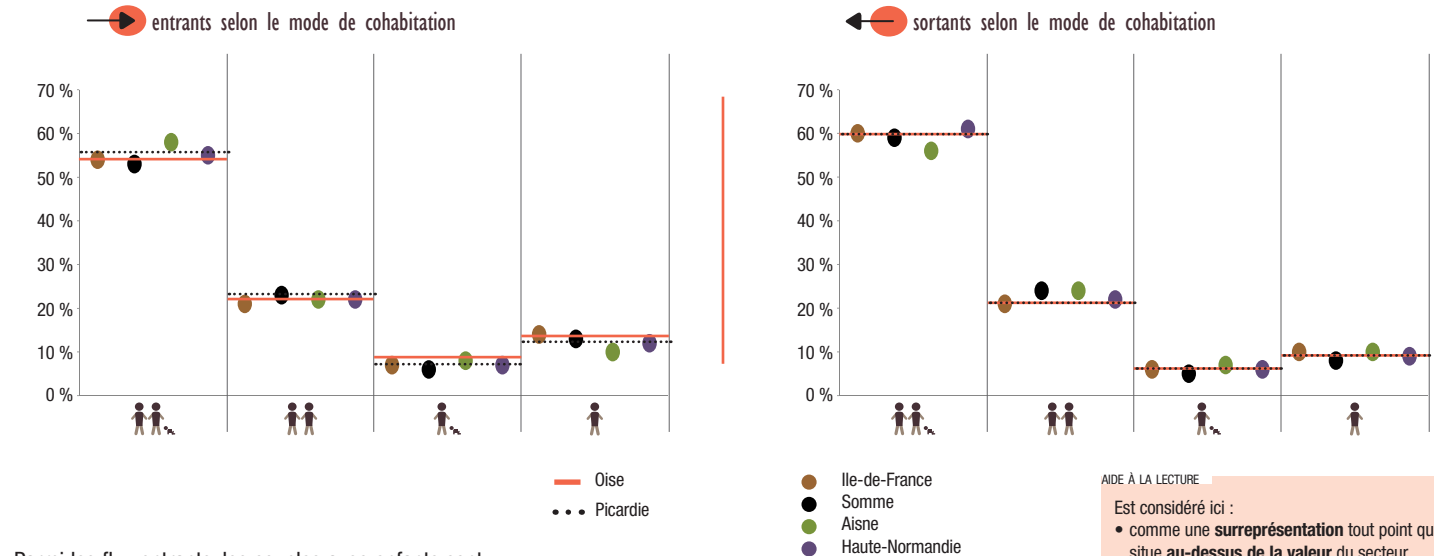 entrants selon le mode de cohabitation
70 %
60 %
50 %
40 %
30 %
20 %
10 %
0 %
Oise
Picardie
sortants selon le mode de cohabitation
70 %
60 %
50 %
40 %
30 %
20 %
10 %
0 %
Ile-de-France
Somme
Aisne
Haute-Normandie
AIDE À LA LECTURE
Est considéré ici :
• comme une surreprésentation tout point qu
situe au-dessus de la valeur du secteur